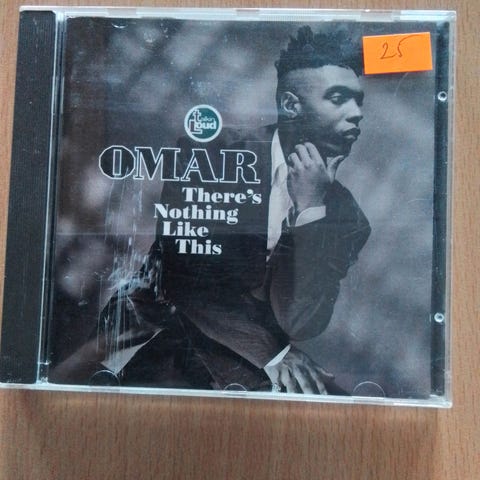 25
talkin
loud
OMAR
There's
Nothing
Like
This